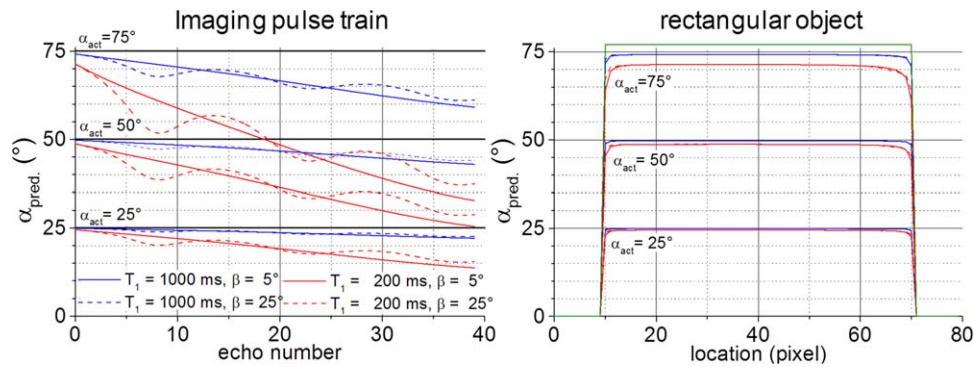 Imaging pulse train
rectangular object
α_act=75°
α_act = 50°
α_act = 25°
75
50
25
0
α_pred. (°)
T₁ = 1000 ms, β = 5°
T₁ = 200 ms, β = 5°
T₁ = 1000 ms, β = 25°
T₁ = 200 ms, β = 25°
0 10 20 30 40
echo number
75
50
25
0
α_pred. (°)
α_act=75°
α_act = 50°
α_act = 25°
0 20 40 60 80
location (pixel)